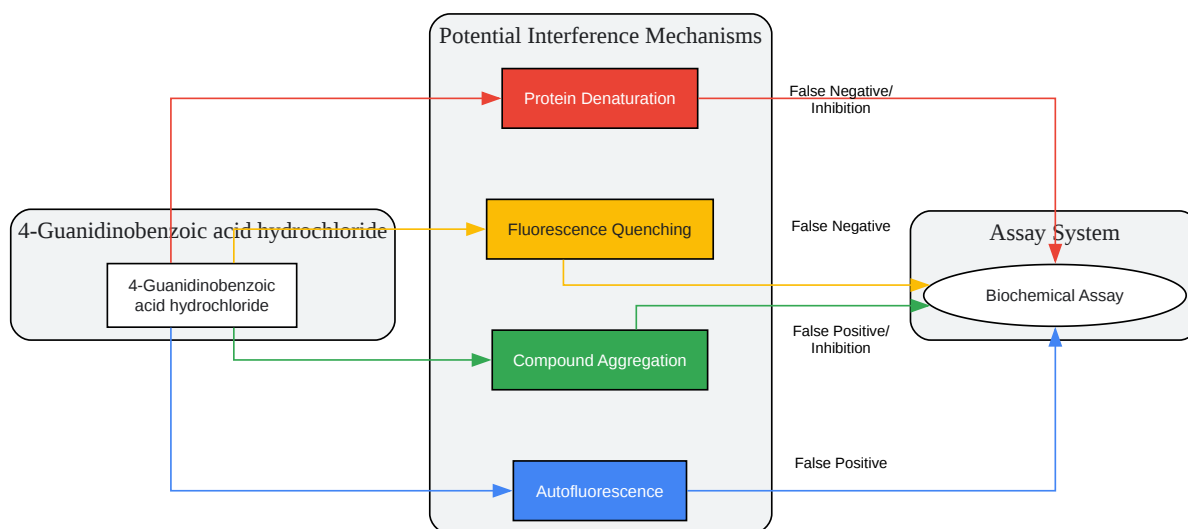 Potential Interference Mechanisms
Protein Denaturation
False Negative/
Inhibition
4-Guanidinobenzoic acid hydrochloride
4-Guanidinobenzoic
acid hydrochloride
Fluorescence Quenching
False Negative
Assay System
Biochemical Assay
Compound Aggregation
False Positive/
Inhibition
Autofluorescence
False Positive